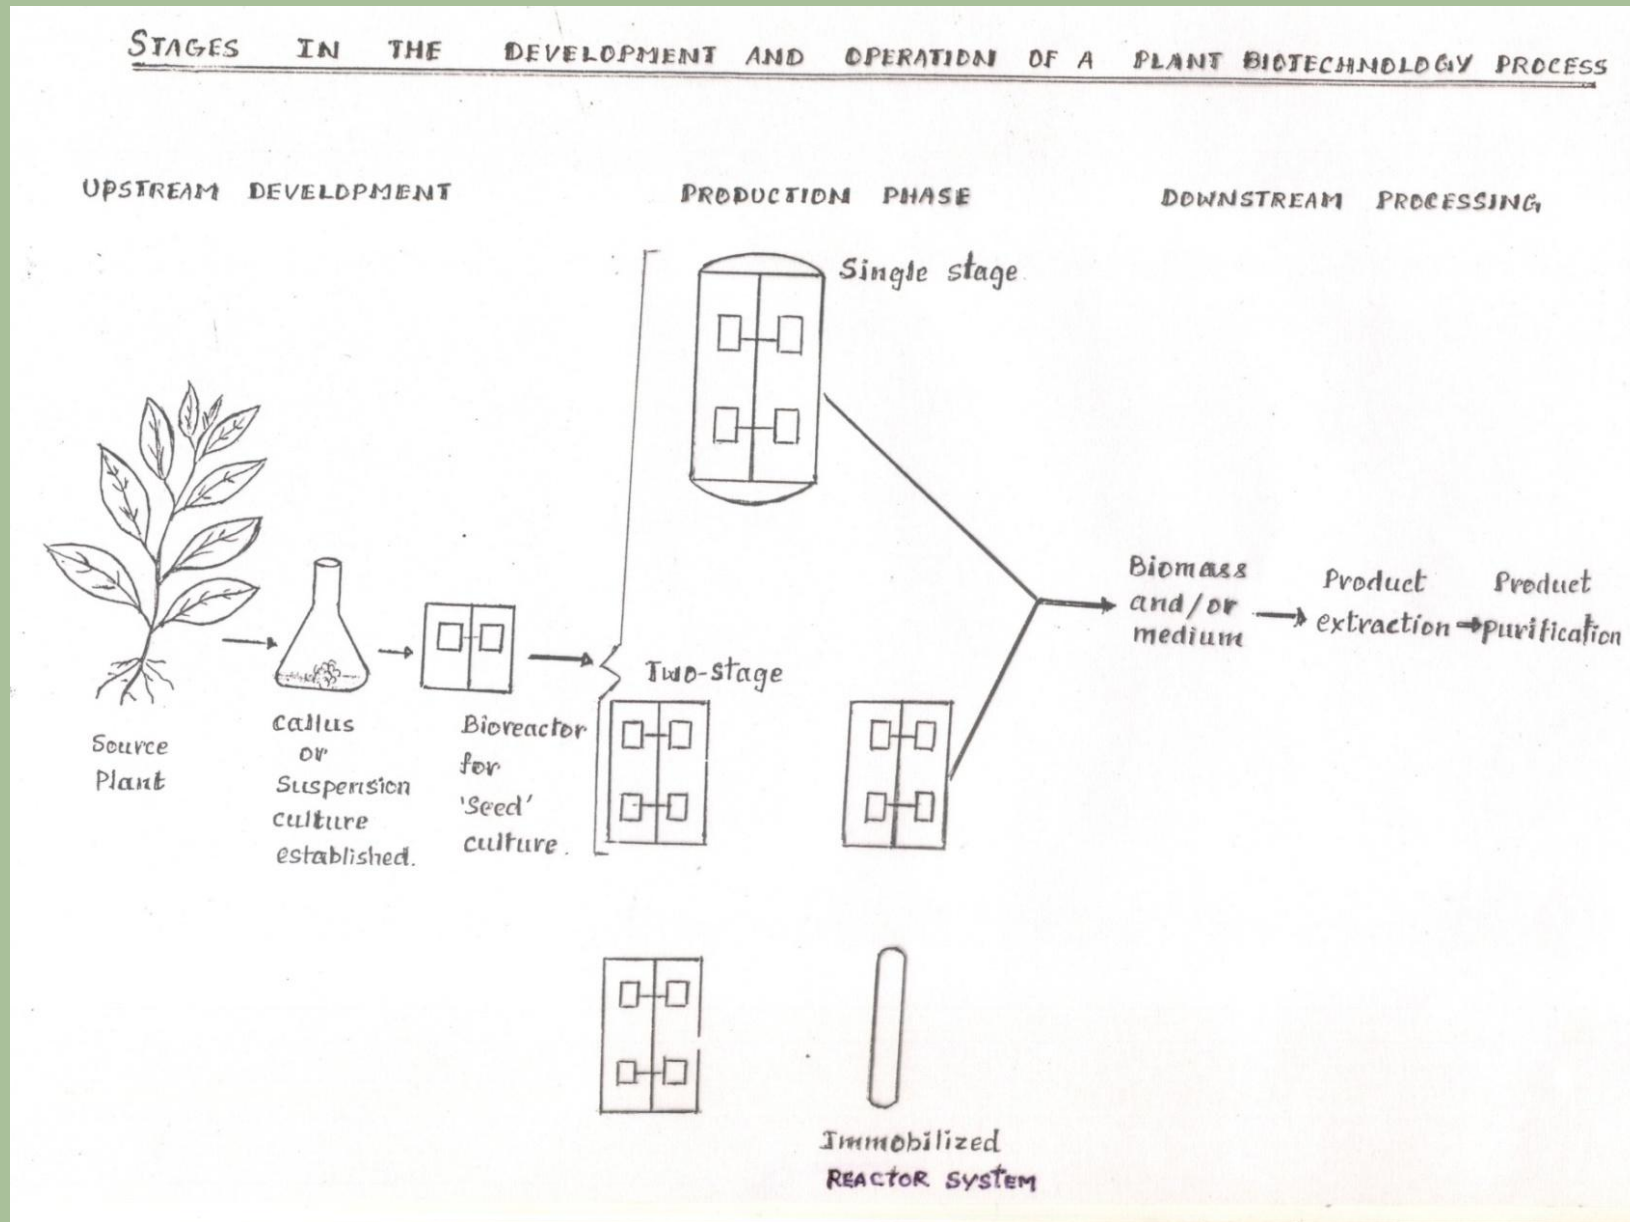 STAGES IN THE DEVELOPMENT AND OPERATION OF A PLANT BIOTECHNOLOGY PROCESS
UPSTREAM DEVELOPMENT
PRODUCTION PHASE
DOWNSTREAM PROCESSING
Single stage
Source
Plant
Callus
or
Suspension
culture
established.
Bioreactor
for
'Seed'
culture.
Two-stage
Biomass
and/or
medium
Product
extraction
Product
purification
Immobilized
REACTOR SYSTEM